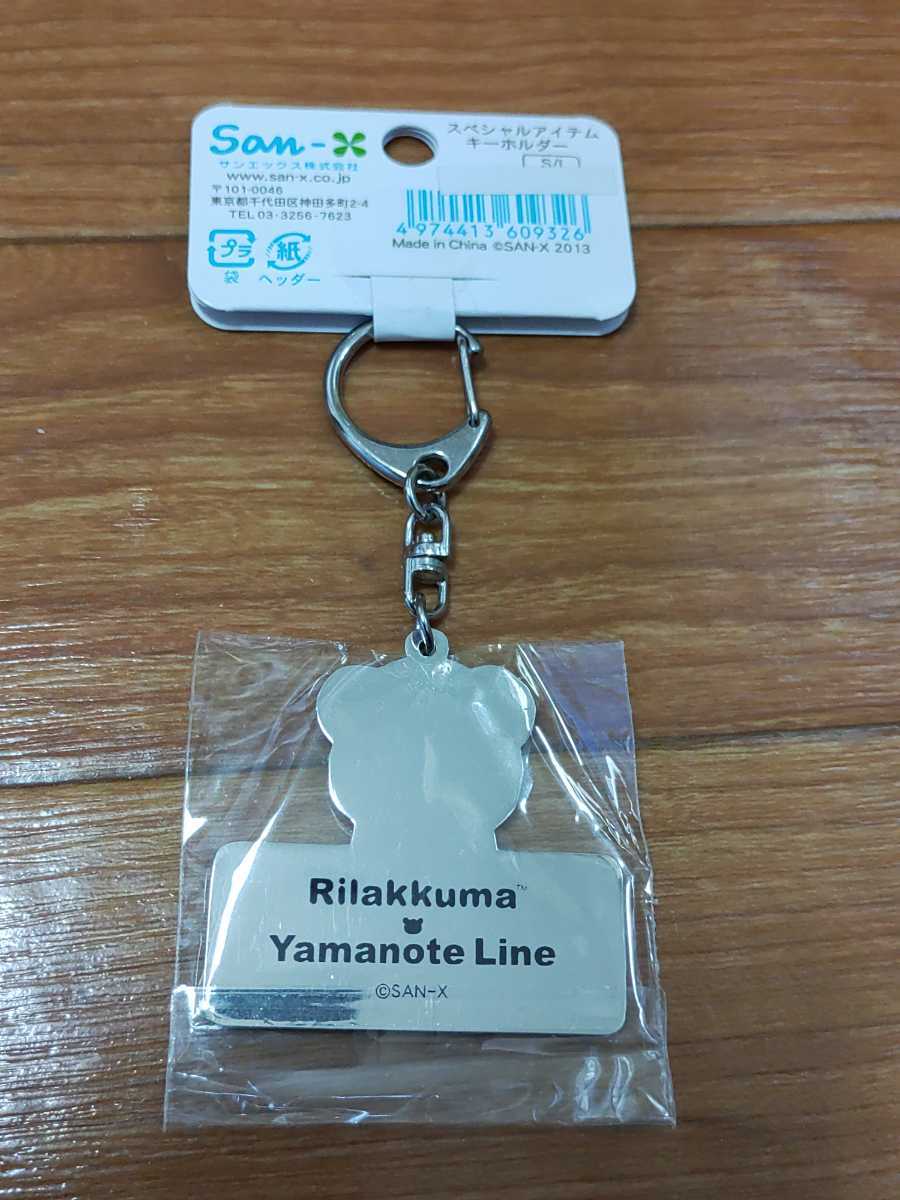 San-X
サンエックス株式会社
www.san-x.co.jp
〒101-0046
東京都千代田区神田多町2-4
TEL 03-3256-7623
プラ
袋
紙
ヘッダー
スペシャルアイテム
キーホルダー
4974413609326
Made in China ©SAN-X 2013
Rilakkuma™
Yamanote Line
©SAN-X